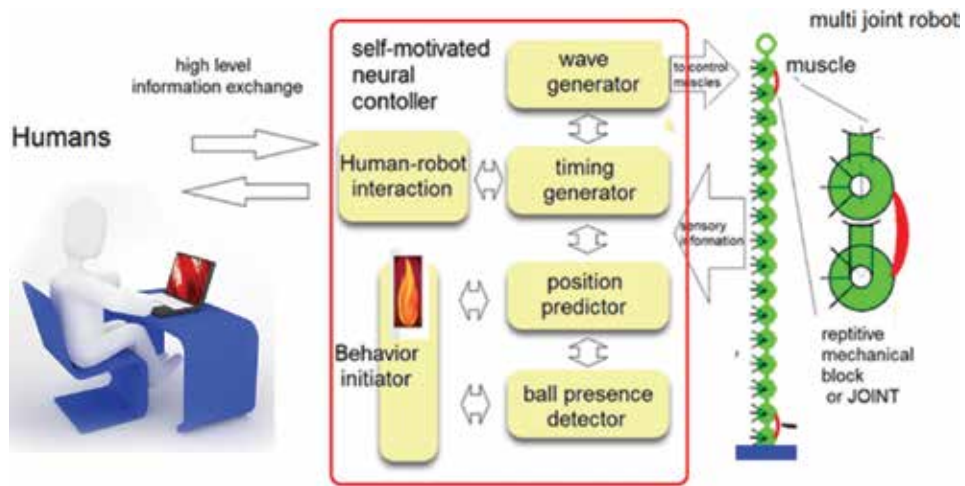 high level
information exchange
Humans
self-motivated
neural
contoller
wave
generator
to control
muscles
Human-robot
interaction
timing
generator
sensory
information
position
predictor
Behavior
initiator
ball presence
detector
multi joint robot
muscle
reptitive
mechanical
block
or JOINT